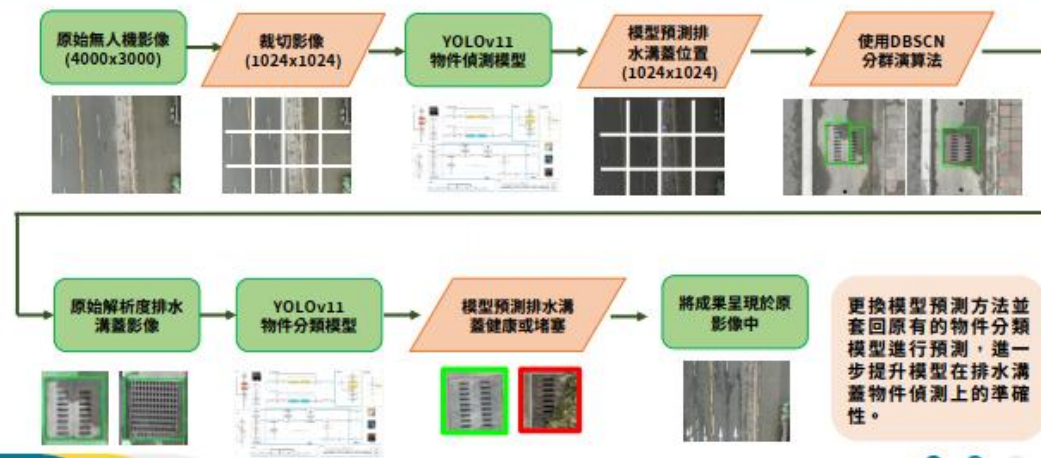 原始無人機影像
(4000x3000)
裁切影像
(1024x1024)
YOLOv11
物件偵測模型
模型預測排
水溝蓋位置
(1024x1024)
使用DBSCN
分群演算法
原始解析度排水
溝蓋影像
YOLOv11
物件分類模型
模型預測排水溝
蓋健康或堵塞
將成果呈現於原
影像中
更換模型預測方法並
套回原有的物件分類
模型進行預測，進一
步提升模型在排水溝
蓋物件偵測上的準確
性。